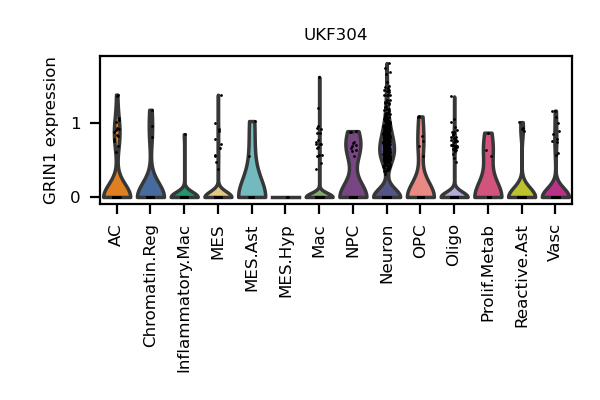 UKF304
GRIN1 expression
1
0
AC
Chromatin.Reg
Inflammatory.Mac
MES
MES.Ast
MES.Hyp
Mac
NPC
Neuron
OPC
Oligo
Prolif.Metab
Reactive.Ast
Vasc